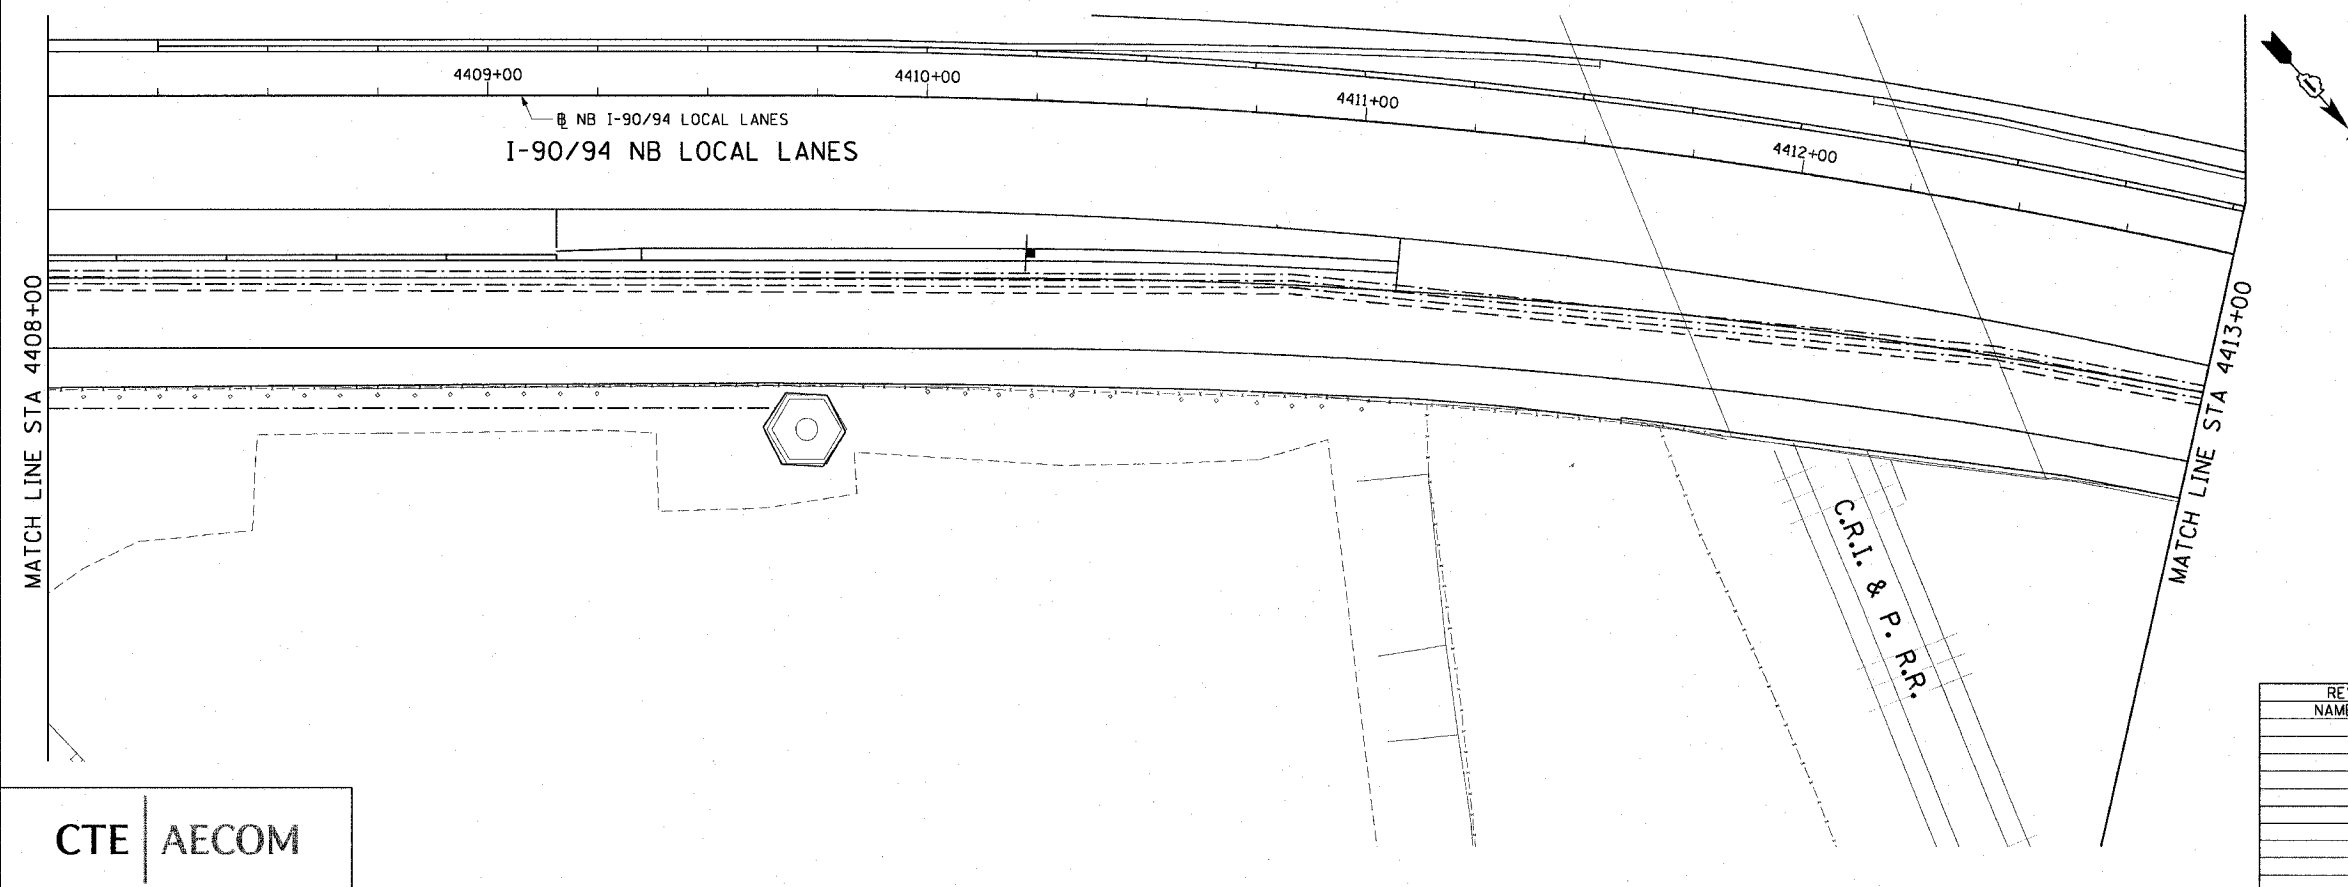 4409+00
4410+00
4411+00
4412+00
℄ NB I-90/94 LOCAL LANES
I-90/94 NB LOCAL LANES
MATCH LINE STA 4408+00
MATCH LINE STA 4413+00
C.R.I. & P. R.R.
CTE | AECOM